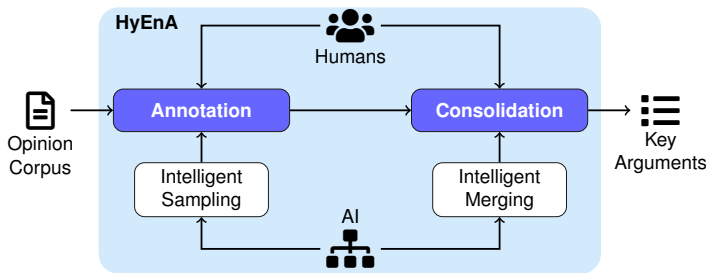 HyEnA
Humans
Opinion
Corpus
Annotation
Consolidation
Key
Arguments
Intelligent
Sampling
Intelligent
Merging
AI